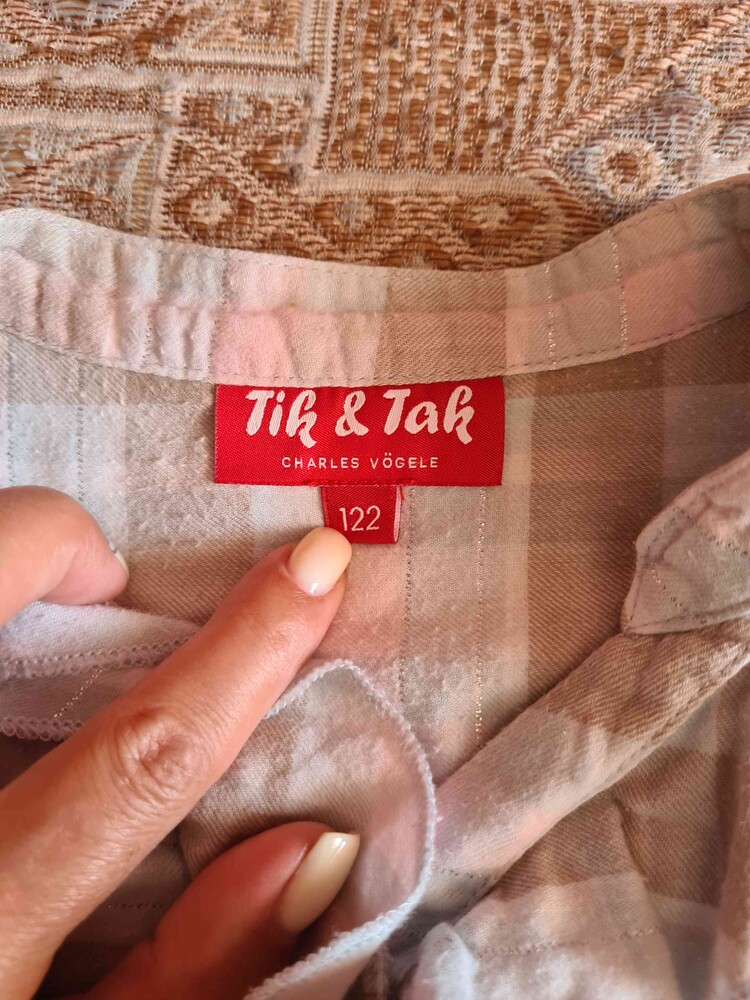 Tik & Tak
CHARLES VÖGELE
122